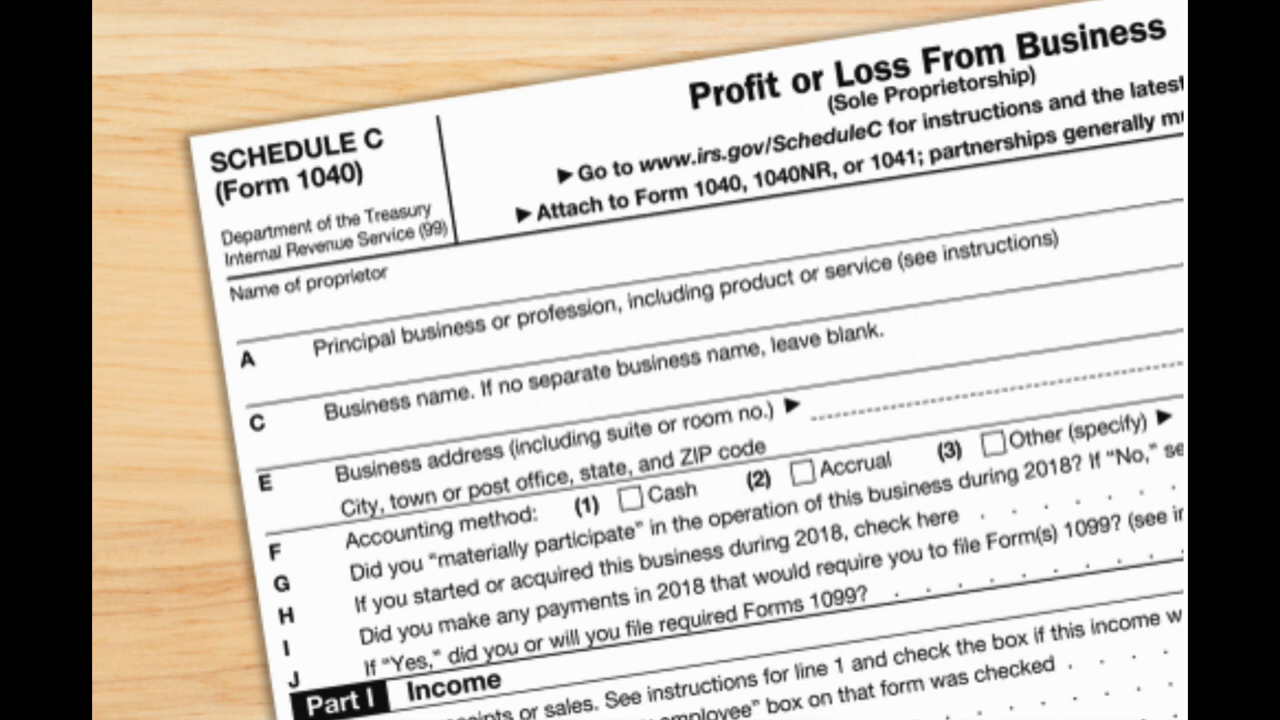 Profit or Loss From Business
(Sole Proprietorship)
SCHEDULE C
(Form 1040)
▶ Go to www.irs.gov/ScheduleC for instructions and the latest
▶ Attach to Form 1040, 1040NR, or 1041; partnerships generally
Department of the Treasury
Internal Revenue Service (99)
Name of proprietor
A Principal business or profession, including product or service (see instructions)
C Business name. If no separate business name, leave blank.
E Business address (including suite or room no.) ▶
City, town or post office, state, and ZIP code
F Accounting method: (1) Cash (2) Accrual (3) Other (specify) ▶
G Did you “materially participate” in the operation of this business during 2018? If “No,”
H If you started or acquired this business during 2018, check here
I Did you make any payments in 2018 that would require you to file Form(s) 1099? (see
J If “Yes,” did you or will you file required Forms 1099?
Part I Income
or sales. See instructions for line 1 and check the box if this income
employee” box on that form was checked